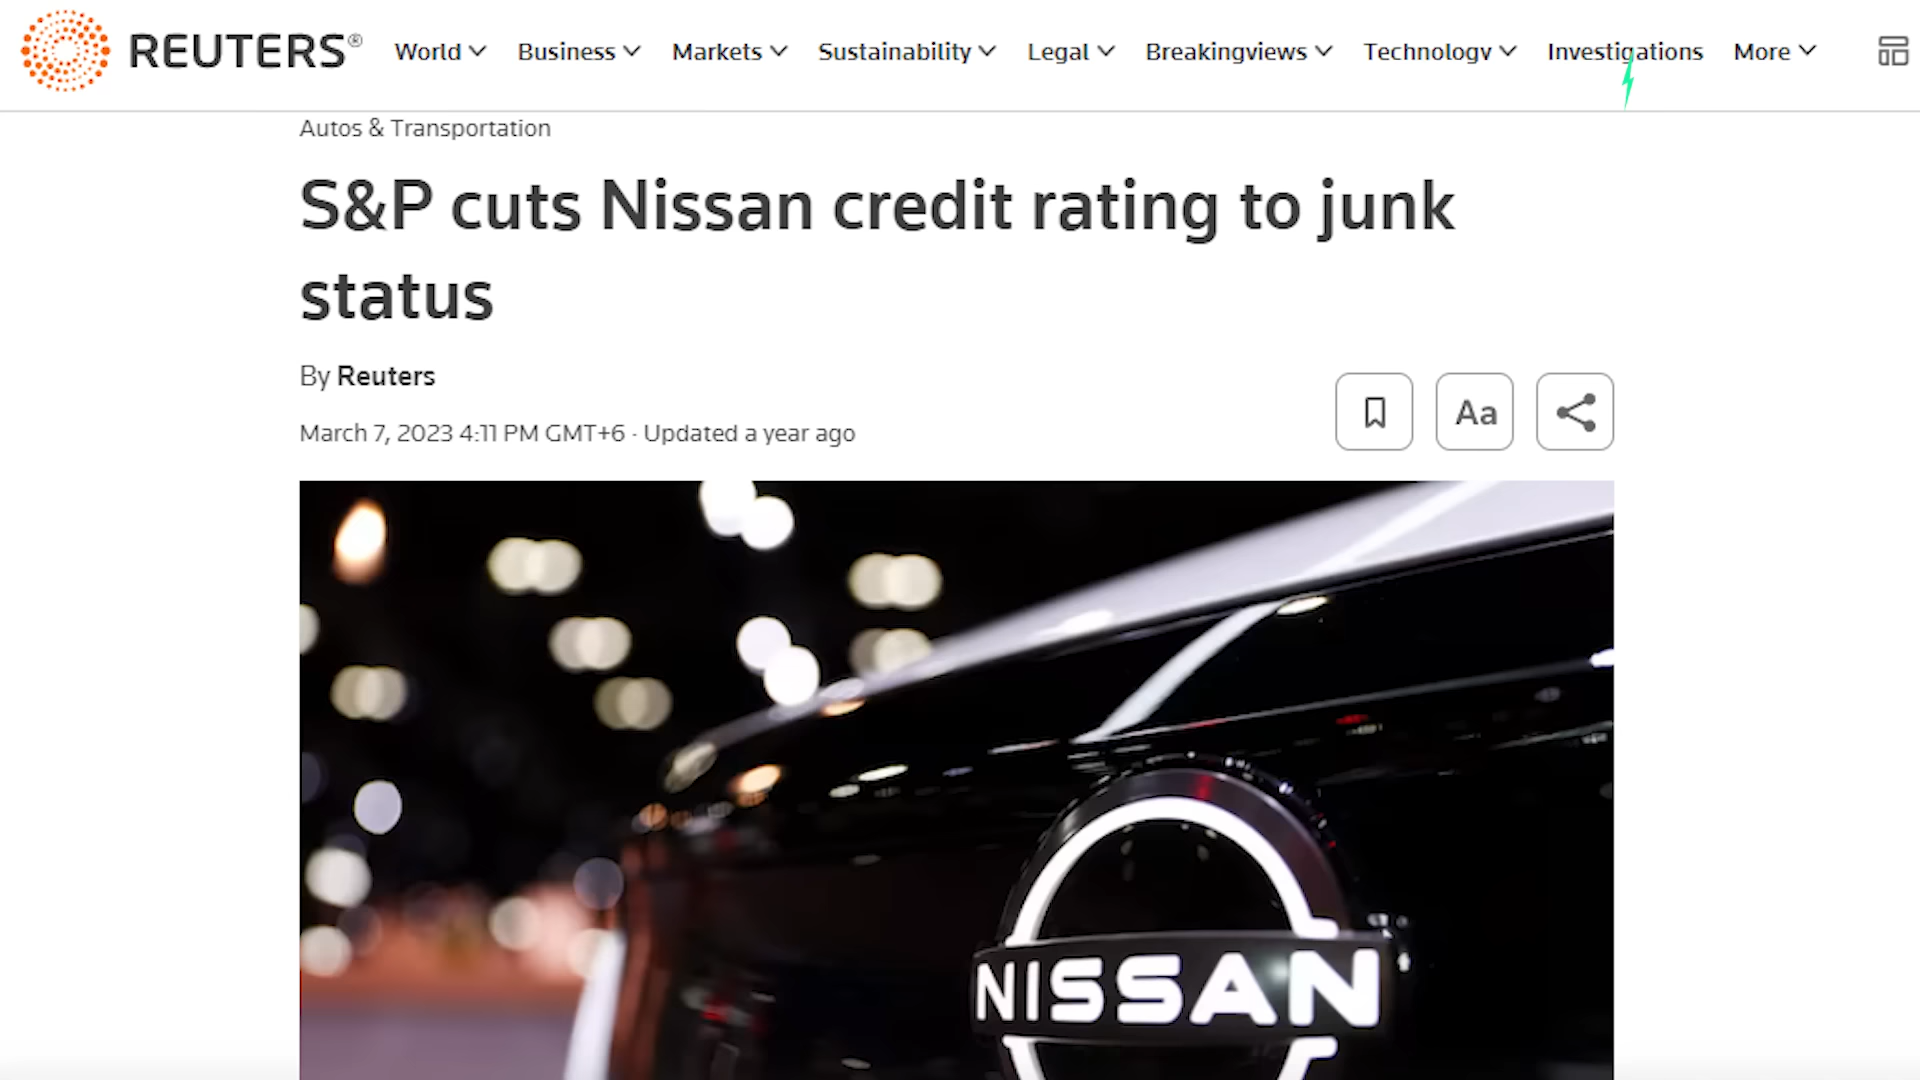 REUTERS®
World Business Markets Sustainability Legal Breakingviews Technology Investigations More
Autos & Transportation
S&P cuts Nissan credit rating to junk
status
By Reuters
March 7, 2023 4:11 PM GMT+6 · Updated a year ago
Aa
NISSAN